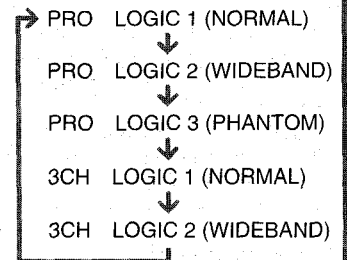 PRO LOGIC 1 (NORMAL)
PRO LOGIC 2 (WIDEBAND)
PRO LOGIC 3 (PHANTOM)
3CH LOGIC 1 (NORMAL)
3CH LOGIC 2 (WIDEBAND)